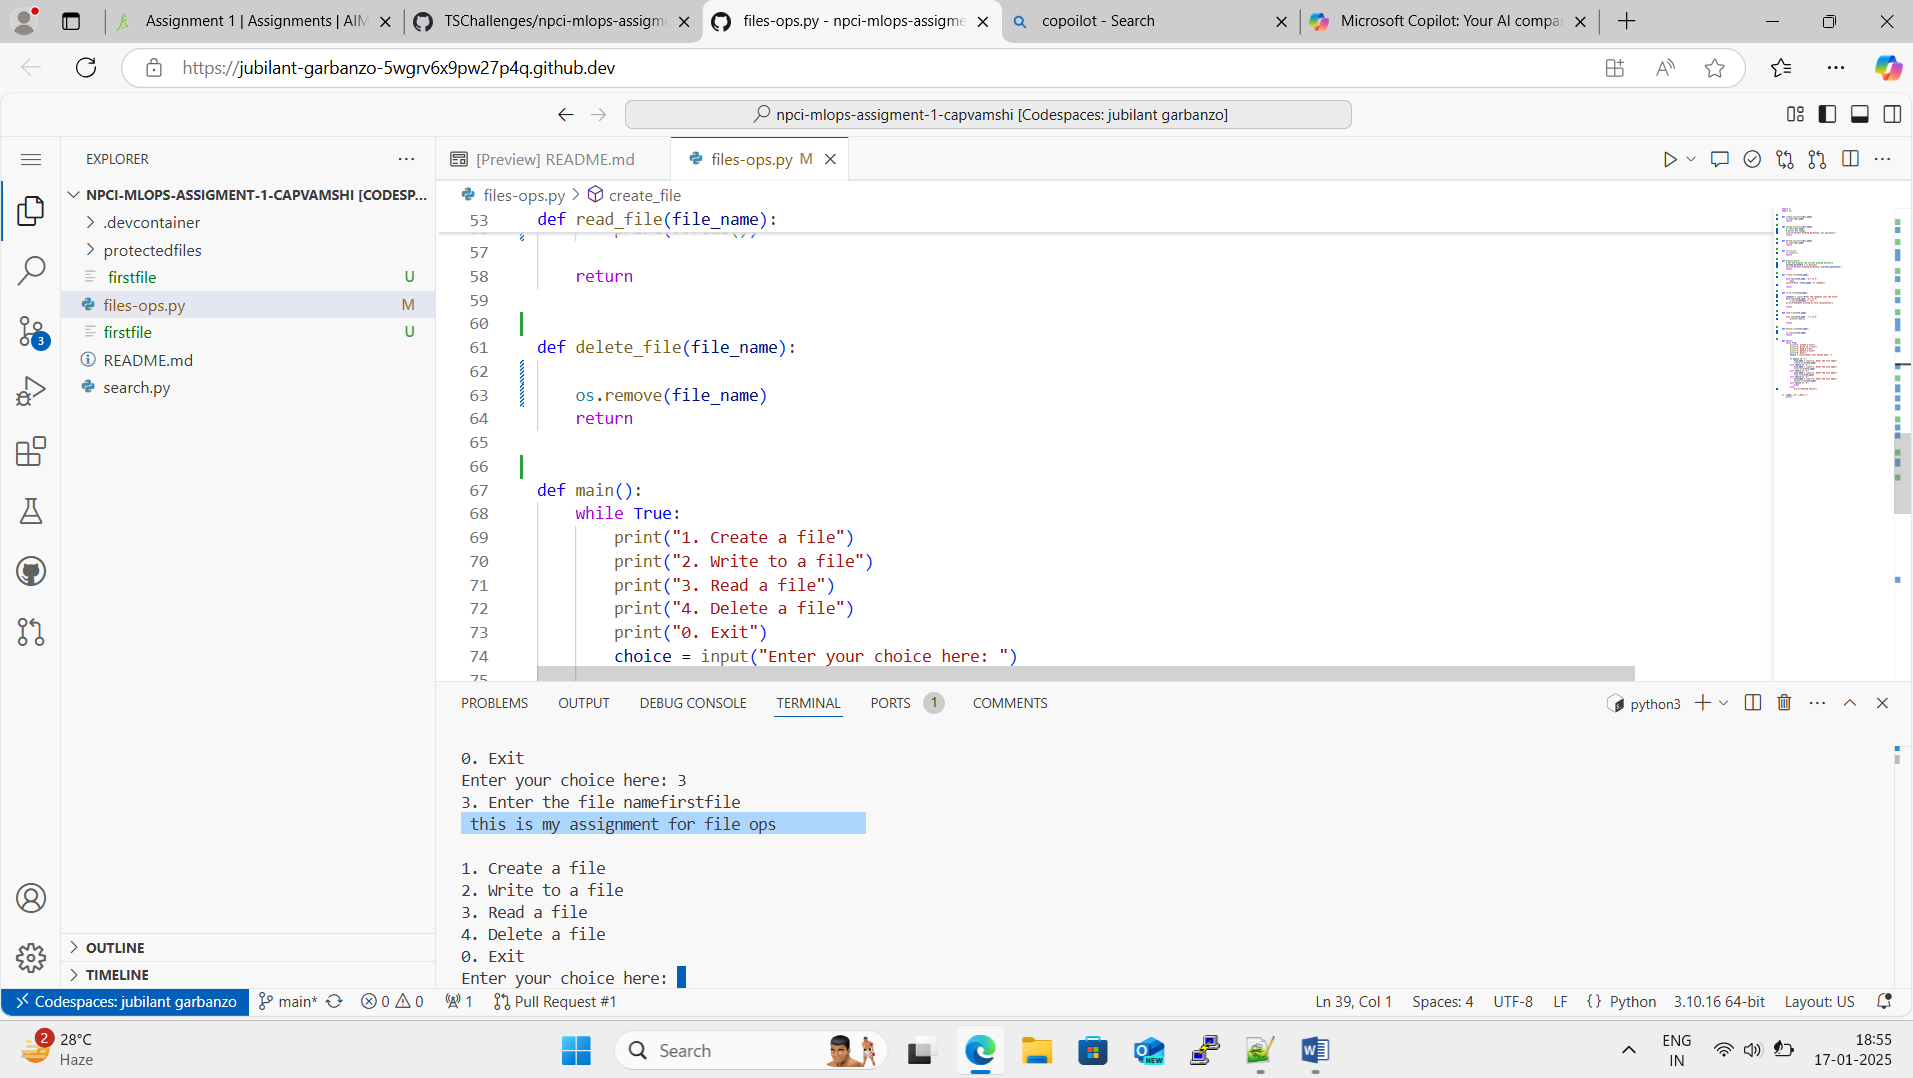 Assignment 1 | Assignments | AIM
TSChallenges/npci-mlops-assigme
files-ops.py - npci-mlops-assigme
copoilot - Search
Microsoft Copilot: Your AI compan
https://jubilant-garbanzo-5wgrv6x9pw27p4q.github.dev
npci-mlops-assigment-1-capvamshi [Codespaces: jubilant garbanzo]
EXPLORER
NPCI-MLOPS-ASSIGMENT-1-CAPVAMSHI [CODESP...
.devcontainer
protectedfiles
firstfile U
files-ops.py M
firstfile U
README.md
search.py
OUTLINE
TIMELINE
3
[Preview] README.md
files-ops.py M
files-ops.py > create_file
53 def read_file(file_name):
57
58 return
59
60
61 def delete_file(file_name):
62
63 os.remove(file_name)
64 return
65
66
67 def main():
68 while True:
69 print("1. Create a file")
70 print("2. Write to a file")
71 print("3. Read a file")
72 print("4. Delete a file")
73 print("0. Exit")
74 choice = input("Enter your choice here: ")
75
PROBLEMS OUTPUT DEBUG CONSOLE TERMINAL PORTS 1 COMMENTS
python3
0. Exit
Enter your choice here: 3
3. Enter the file namefirstfile
this is my assignment for file ops
1. Create a file
2. Write to a file
3. Read a file
4. Delete a file
0. Exit
Enter your choice here:
Codespaces: jubilant garbanzo main* 0 0 1 Pull Request #1
Ln 39, Col 1 Spaces: 4 UTF-8 LF {} Python 3.10.16 64-bit Layout: US
2
28°C
Haze
Search
NEW
ENG
IN
18:55
17-01-2025